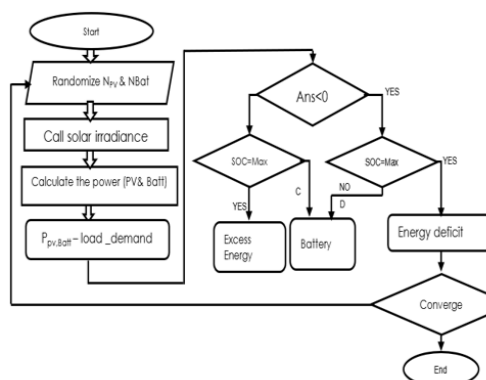 Start
Randomize N_PV & NBat
Call solar irradiance
Calculate the power (PV& Batt)
P_pv,Batt – load _demand
Ans<0
YES
SOC=Max
SOC=Max
YES
C
NO
D
YES
Excess
Energy
Battery
Energy deficit
Converge
End